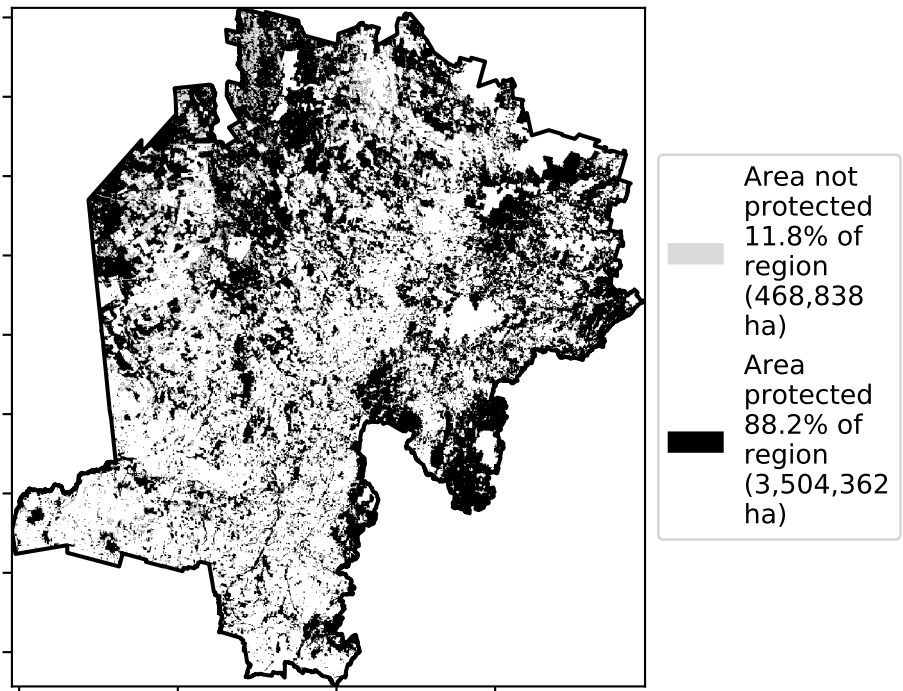 Area not
protected
11.8% of
region
(468,838
ha)
Area
protected
88.2% of
region
(3,504,362
ha)